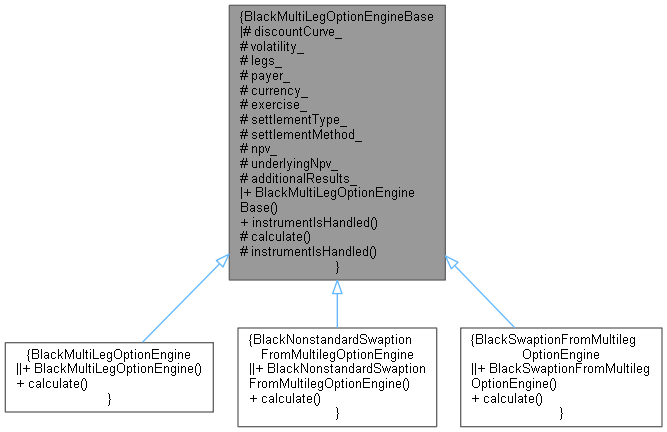 {BlackMultiLegOptionEngineBase
|# discountCurve_
# volatility_
# legs_
# payer_
# currency_
# exercise_
# settlementType_
# settlementMethod_
# npv_
# underlyingNpv_
# additionalResults_
|+ BlackMultiLegOptionEngine
Base()
+ instrumentIsHandled()
# calculate()
# instrumentIsHandled()
}
{BlackMultiLegOptionEngine
||+ BlackMultiLegOptionEngine()
+ calculate()
}
{BlackNonstandardSwaption
FromMultilegOptionEngine
||+ BlackNonstandardSwaption
FromMultilegOptionEngine()
+ calculate()
}
{BlackSwaptionFromMultileg
OptionEngine
||+ BlackSwaptionFromMultileg
OptionEngine()
+ calculate()
}